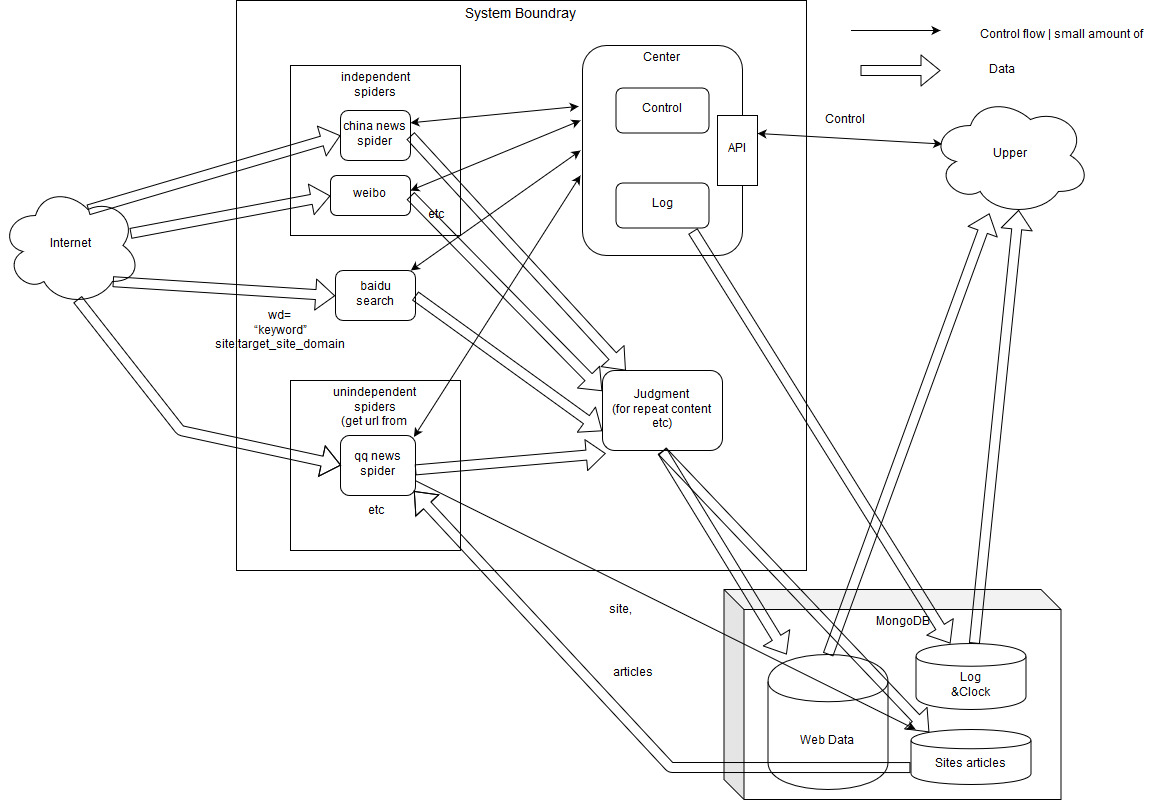 System Boundray
Control flow | small amount of
Data
independent
spiders
china news
spider
weibo
etc
Center
Control
API
Log
Control
Upper
Internet
baidu
search
wd=
“keyword”
site:target_site_domain
unindependent
spiders
(get url from
qq news
spider
etc
Judgment
(for repeat content
etc)
site,
articles
MongoDB
Log
&Clock
Web Data
Sites articles